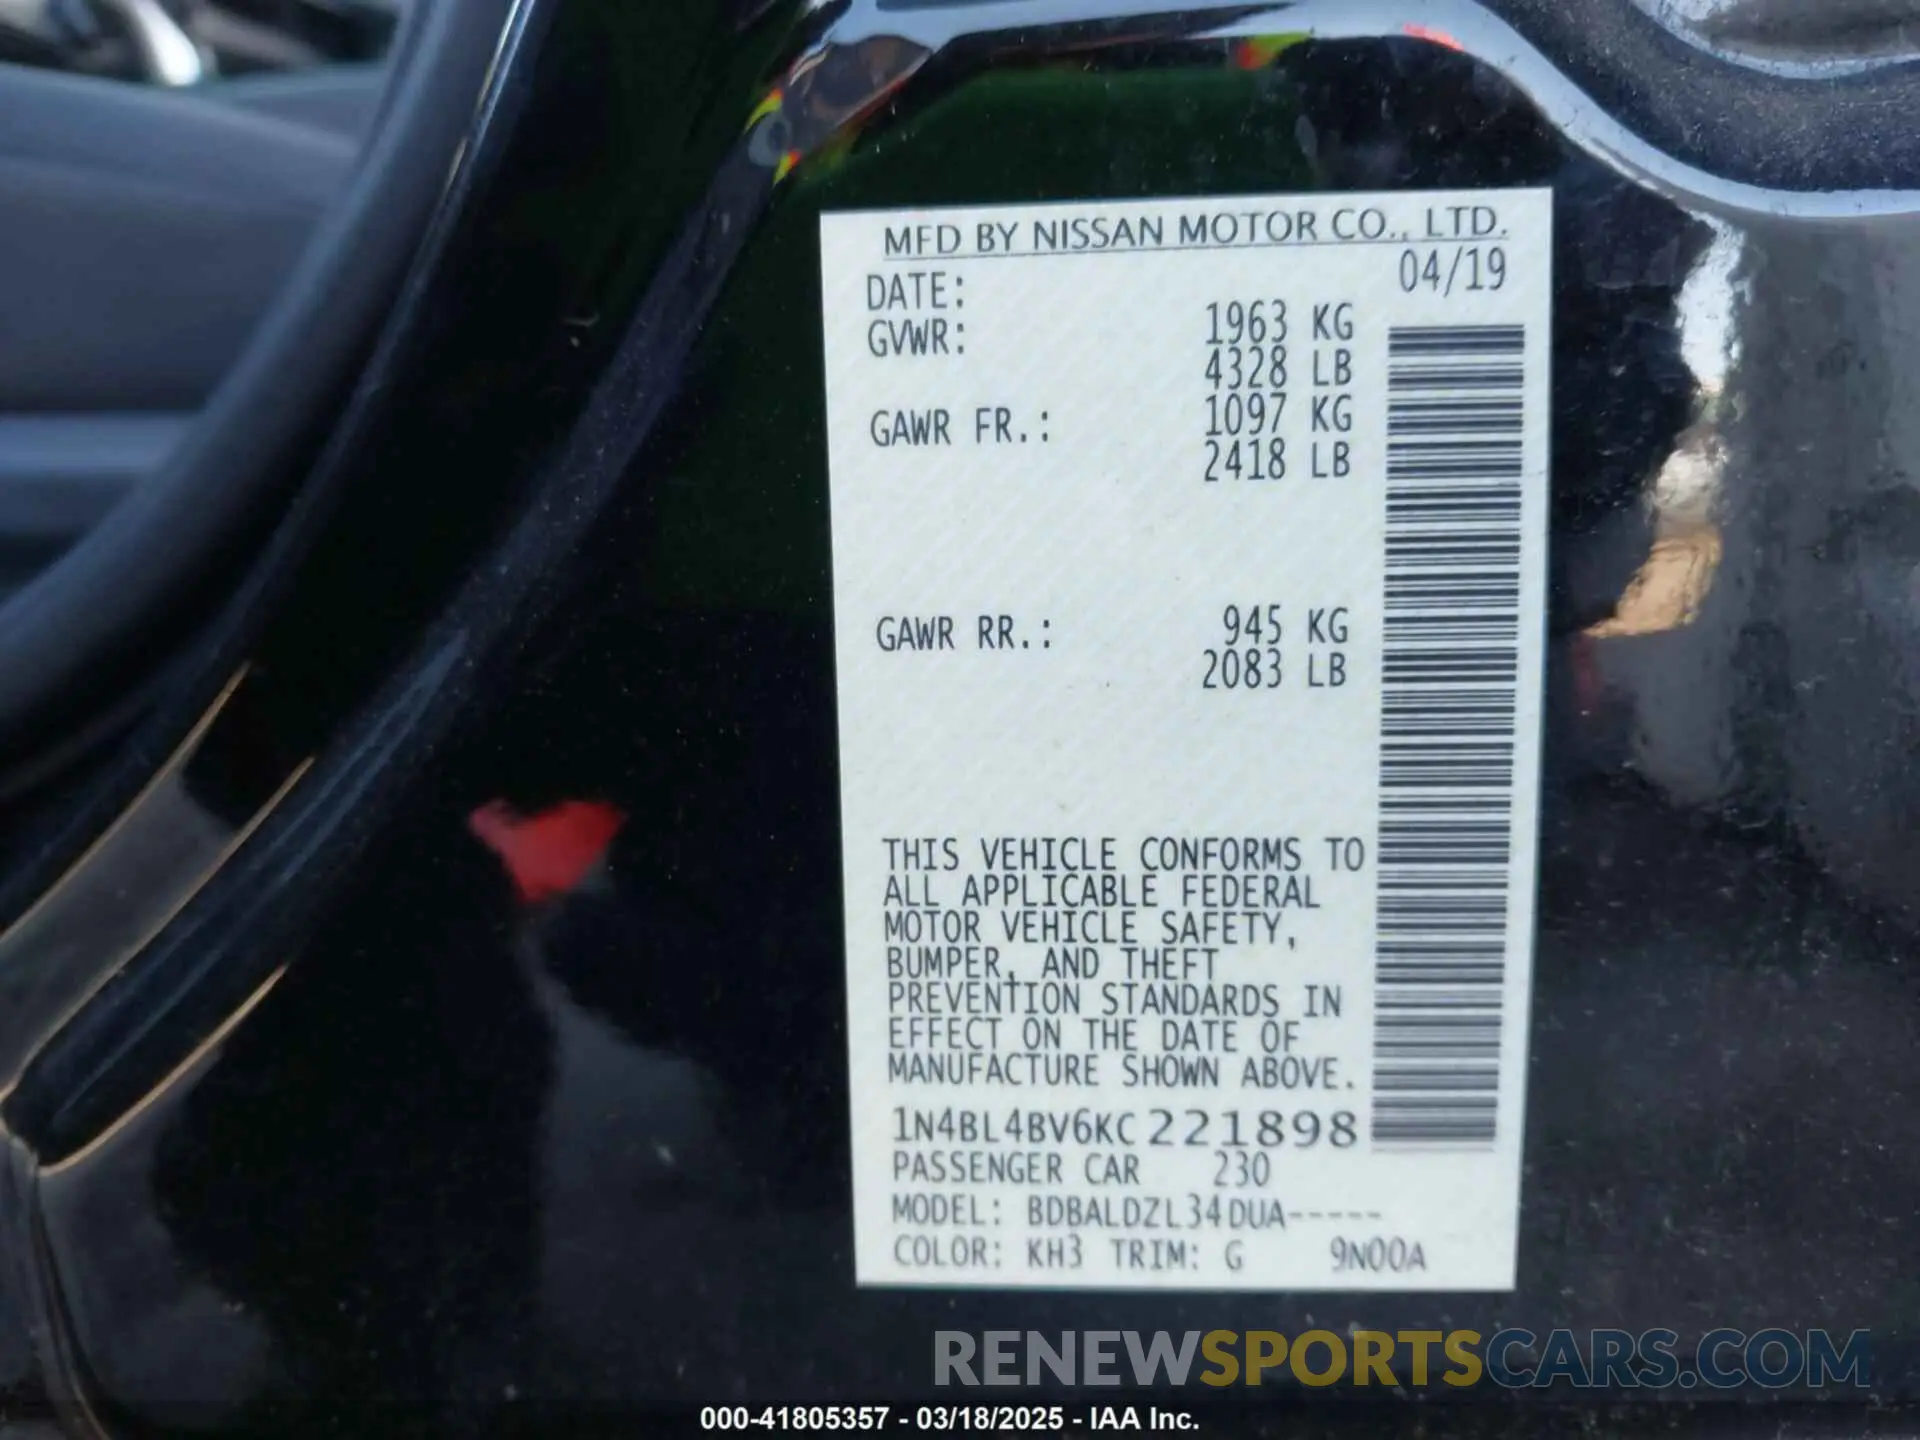 MFD BY NISSAN MOTOR CO., LTD.
DATE: 04/19
GVWR: 1963 KG
4328 LB
GAWR FR.: 1097 KG
2418 LB
GAWR RR.: 945 KG
2083 LB
THIS VEHICLE CONFORMS TO
ALL APPLICABLE FEDERAL
MOTOR VEHICLE SAFETY,
BUMPER, AND THEFT
PREVENTION STANDARDS IN
EFFECT ON THE DATE OF
MANUFACTURE SHOWN ABOVE.
1N4BL4BV6KC221898
PASSENGER CAR 230
MODEL: BDBALDZL34DUA-----
COLOR: KH3 TRIM: G 9N00A
RENEWSPORTSCARS.COM
000-41805357 - 03/18/2025 - IAA Inc.